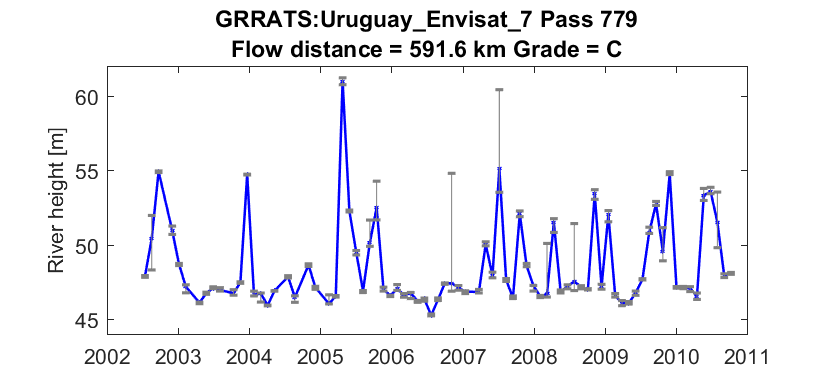 GRRATS:Uruguay_Envisat_7 Pass 779
Flow distance = 591.6 km Grade = C
River height [m]
60
55
50
45
2002 2003 2004 2005 2006 2007 2008 2009 2010 2011